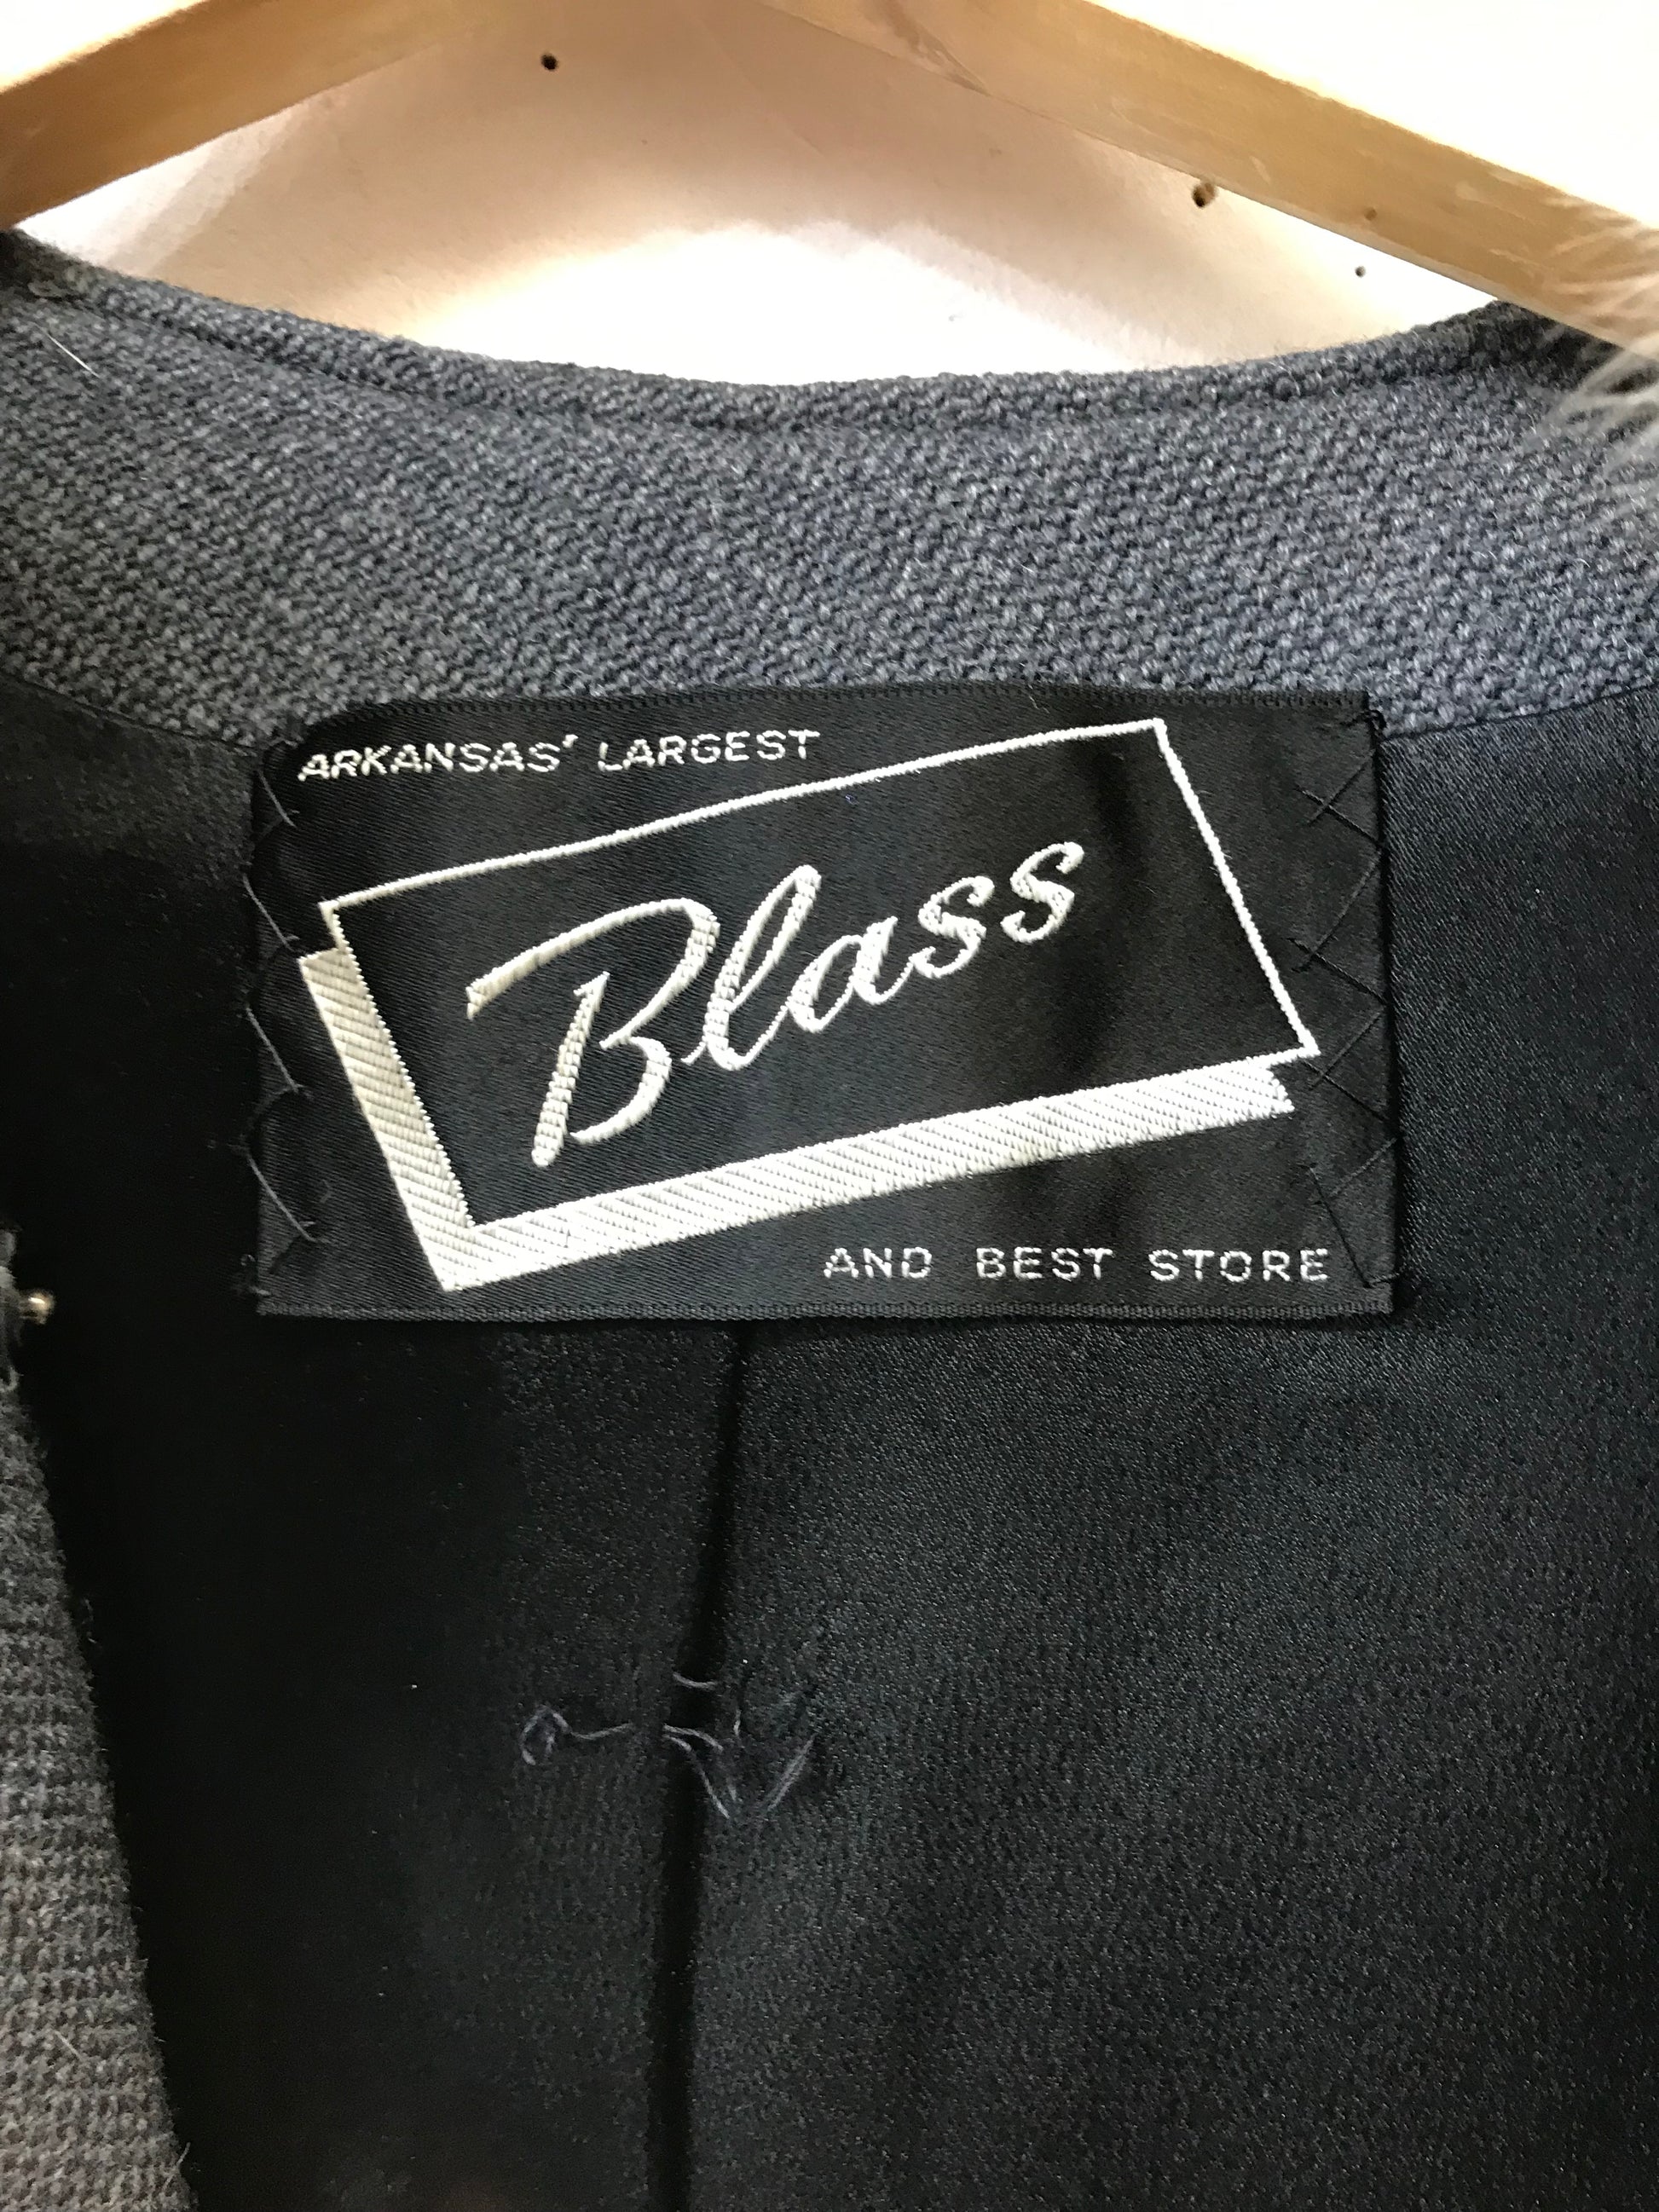 ARKANSAS' LARGEST
Blass
AND BEST STORE